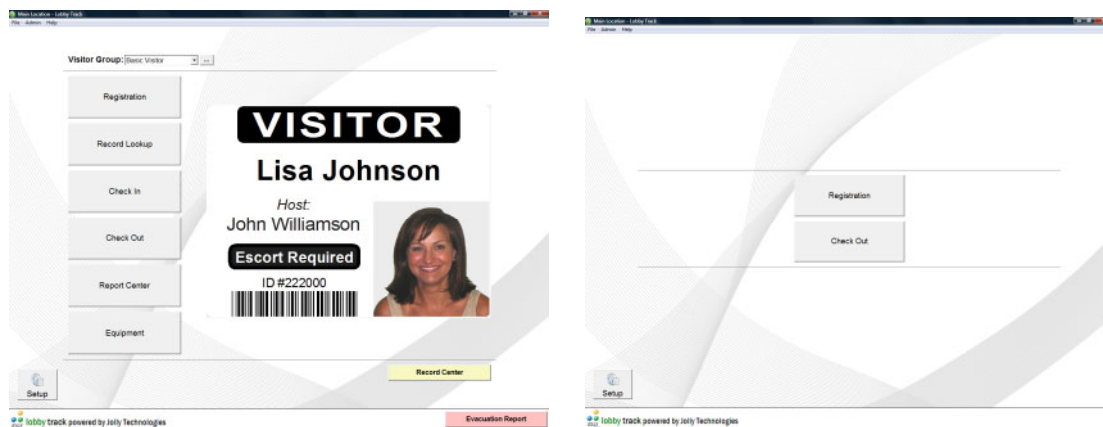 Main Location - Lobby Track
File Admin Help
Visitor Group: Basic Visitor ...
Registration
Record Lookup
Check In
Check Out
Report Center
Equipment
VISITOR
Lisa Johnson
Host:
John Williamson
Escort Required
ID #222000
Record Center
Setup
lobby track powered by Jolly Technologies
Evacuation Report
Main Location - Lobby Track
File Admin Help
Registration
Check Out
Setup
lobby track powered by Jolly Technologies